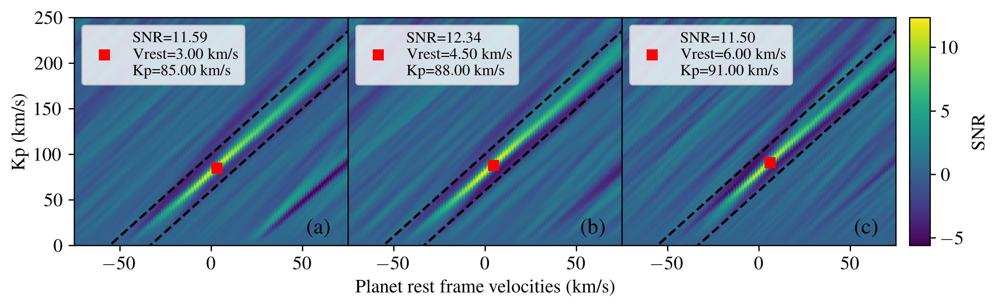 SNR=11.59
Vrest=3.00 km/s
Kp=85.00 km/s
SNR=12.34
Vrest=4.50 km/s
Kp=88.00 km/s
SNR=11.50
Vrest=6.00 km/s
Kp=91.00 km/s
Kp (km/s)
250
200
150
100
50
0
(a)
(b)
(c)
−50 0 50
−50 0 50
−50 0 50
Planet rest frame velocities (km/s)
10
5
0
−5
SNR